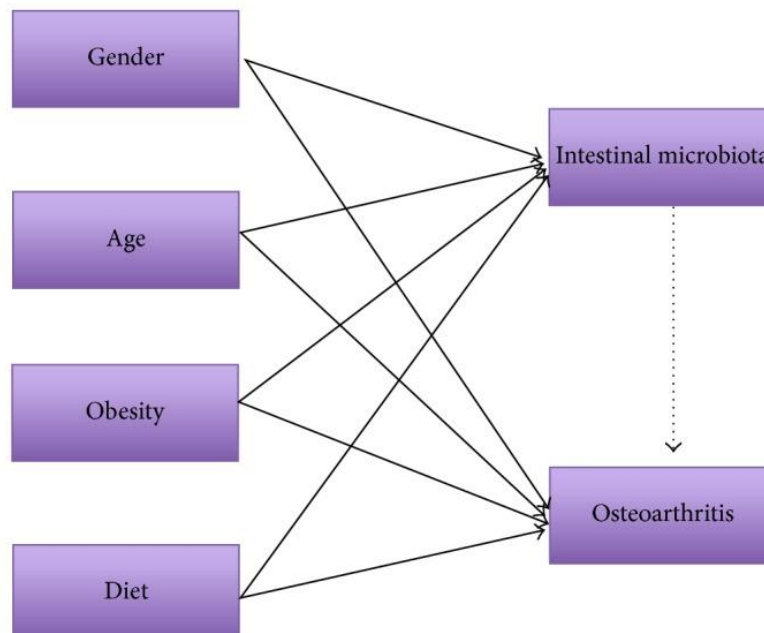 Gender
Age
Obesity
Diet
Intestinal microbiota
Osteoarthritis